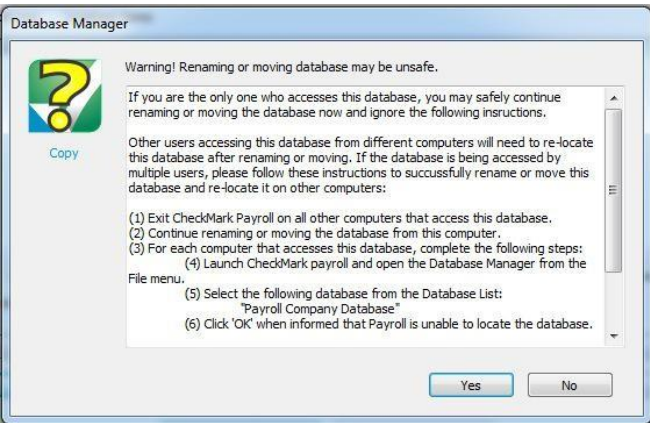 Database Manager
Warning! Renaming or moving database may be unsafe.
If you are the only one who accesses this database, you may safely continue
renaming or moving the database now and ignore the following insructions.
Other users accessing this database from different computers will need to re-locate
this database after renaming or moving. If the database is being accessed by
multiple users, please follow these instructions to succussfully rename or move this
database and re-locate it on other computers:
(1) Exit CheckMark Payroll on all other computers that access this database.
(2) Continue renaming or moving the database from this computer.
(3) For each computer that accesses this database, complete the following steps:
(4) Launch CheckMark payroll and open the Database Manager from the
File menu.
(5) Select the following database from the Database List:
"Payroll Company Database"
(6) Click 'OK' when informed that Payroll is unable to locate the database.
Copy
Yes
No